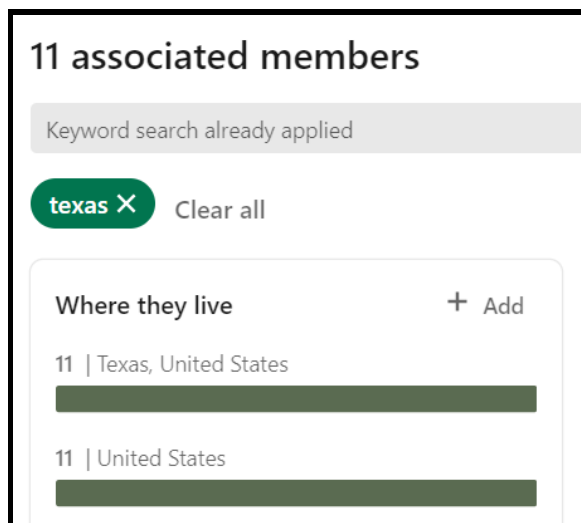 11 associated members
Keyword search already applied
texas ✕ Clear all
Where they live + Add
11 | Texas, United States
11 | United States